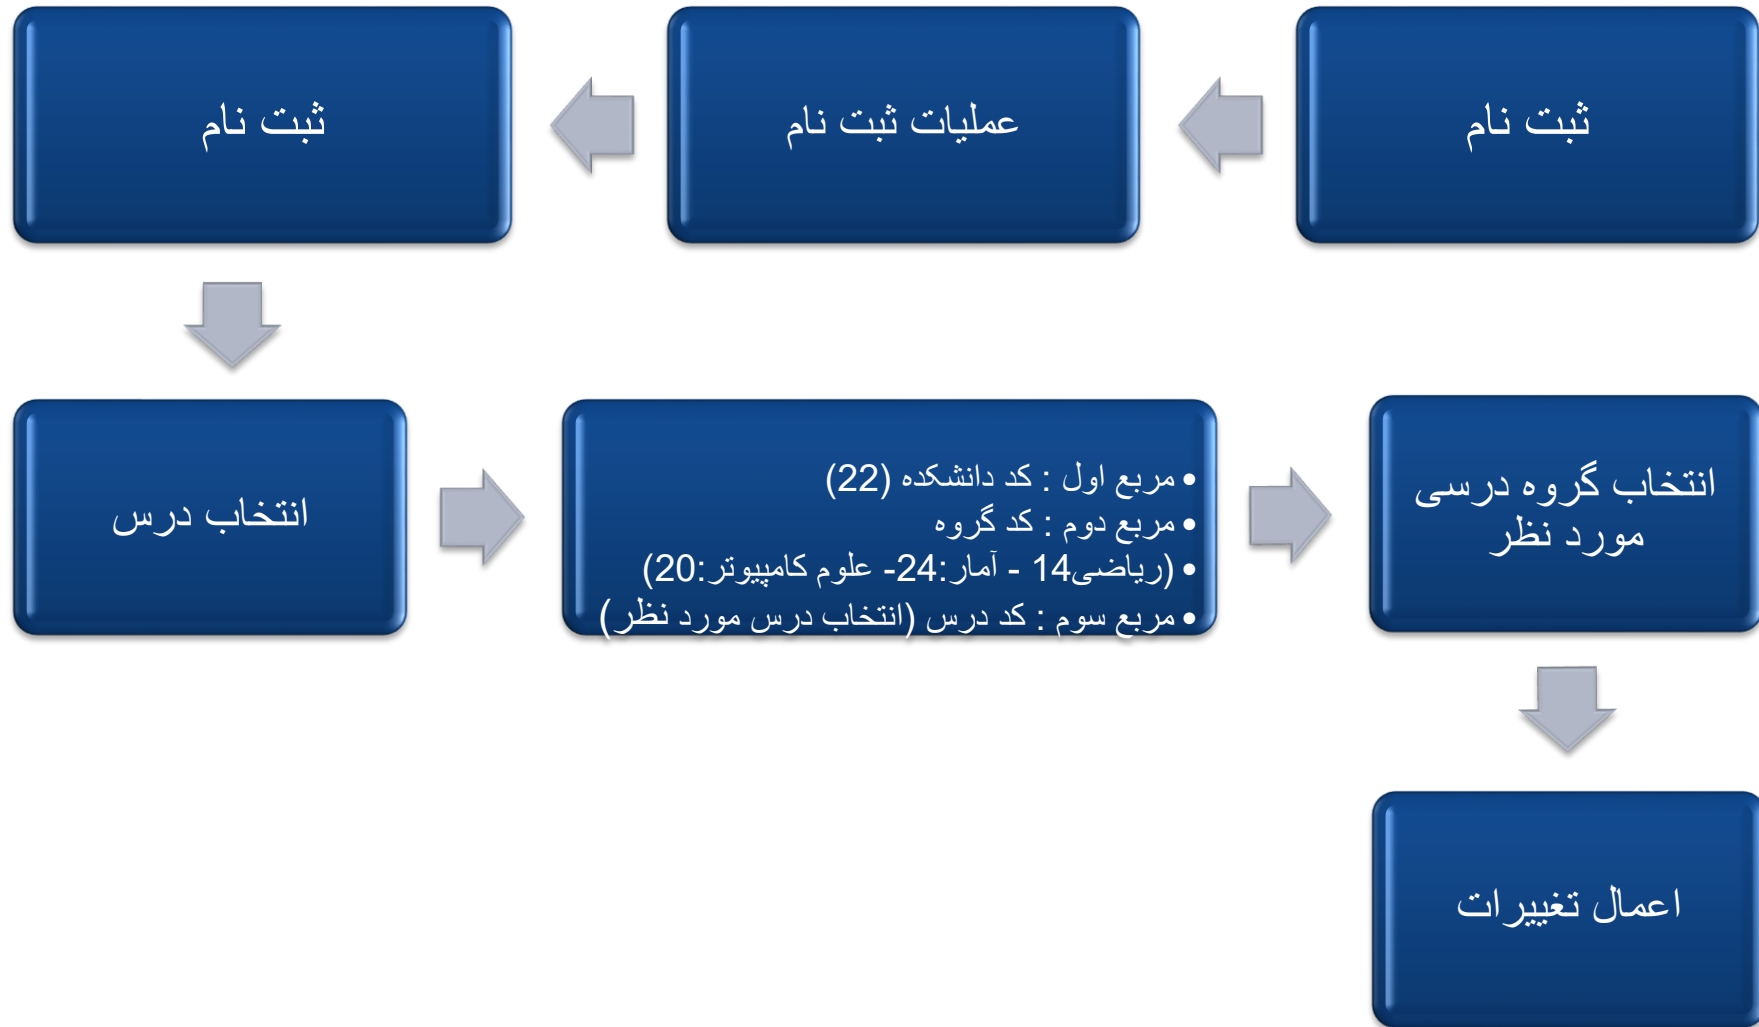 ثبت نام
عملیات ثبت نام
ثبت نام
انتخاب درس
• مربع اول : کد دانشکده (22)
• مربع دوم : کد گروه
• (ریاضی14 - آمار:24- علوم کامپیوتر:20)
• مربع سوم : کد درس (انتخاب درس مورد نظر)
انتخاب گروه درسی
مورد نظر
اعمال تغییرات